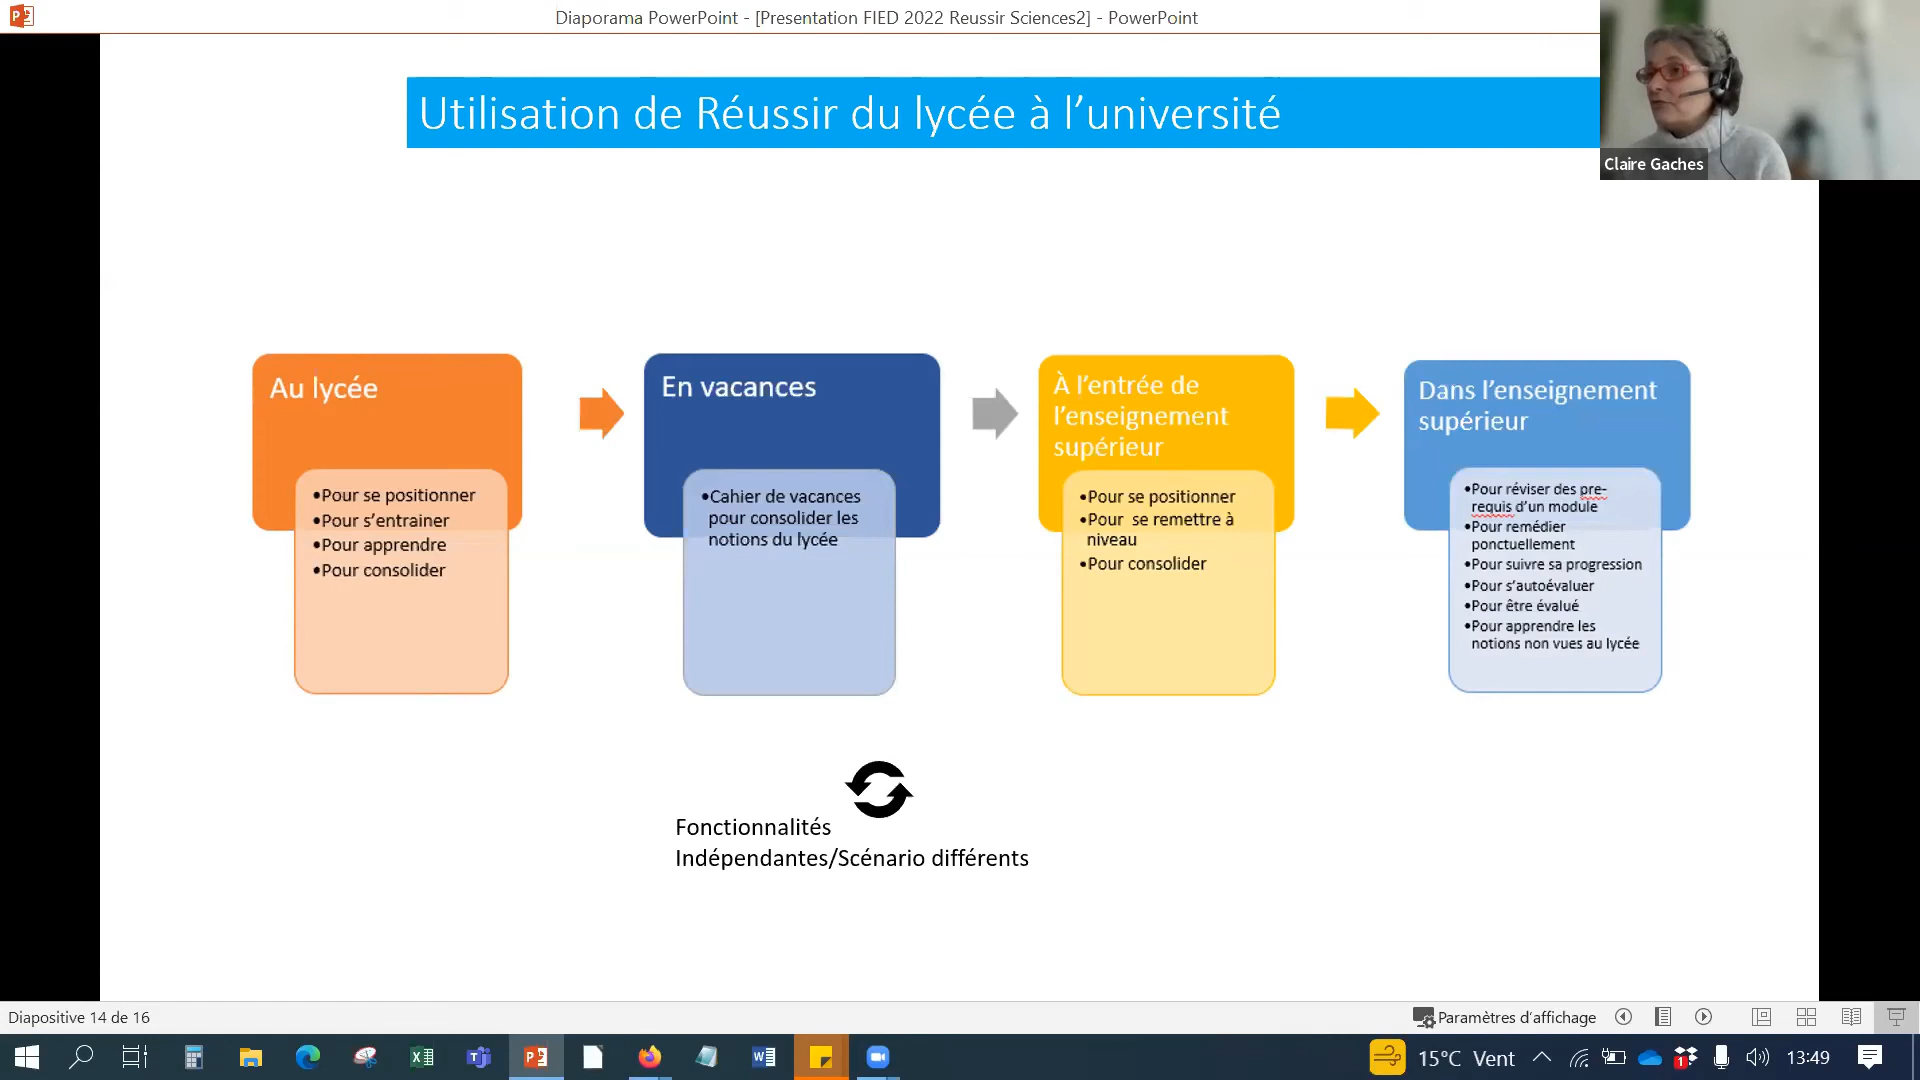 Diaporama PowerPoint - [Presentation FIED 2022 Reussir Sciences2] - PowerPoint
Utilisation de Réussir du lycée à l’université
Claire Gaches
Au lycée
•Pour se positionner
•Pour s’entrainer
•Pour apprendre
•Pour consolider
En vacances
•Cahier de vacances
pour consolider les
notions du lycée
À l’entrée de
l’enseignement
supérieur
•Pour se positionner
•Pour se remettre à
niveau
•Pour consolider
Dans l’enseignement
supérieur
•Pour réviser des pre-
requis d’un module
•Pour remédier
ponctuellement
•Pour suivre sa progression
•Pour s’autoévaluer
•Pour être évalué
•Pour apprendre les
notions non vues au lycée
Fonctionnalités
Indépendantes/Scénario différents
Diapositive 14 de 16
Paramètres d’affichage
15°C Vent
1
13:49